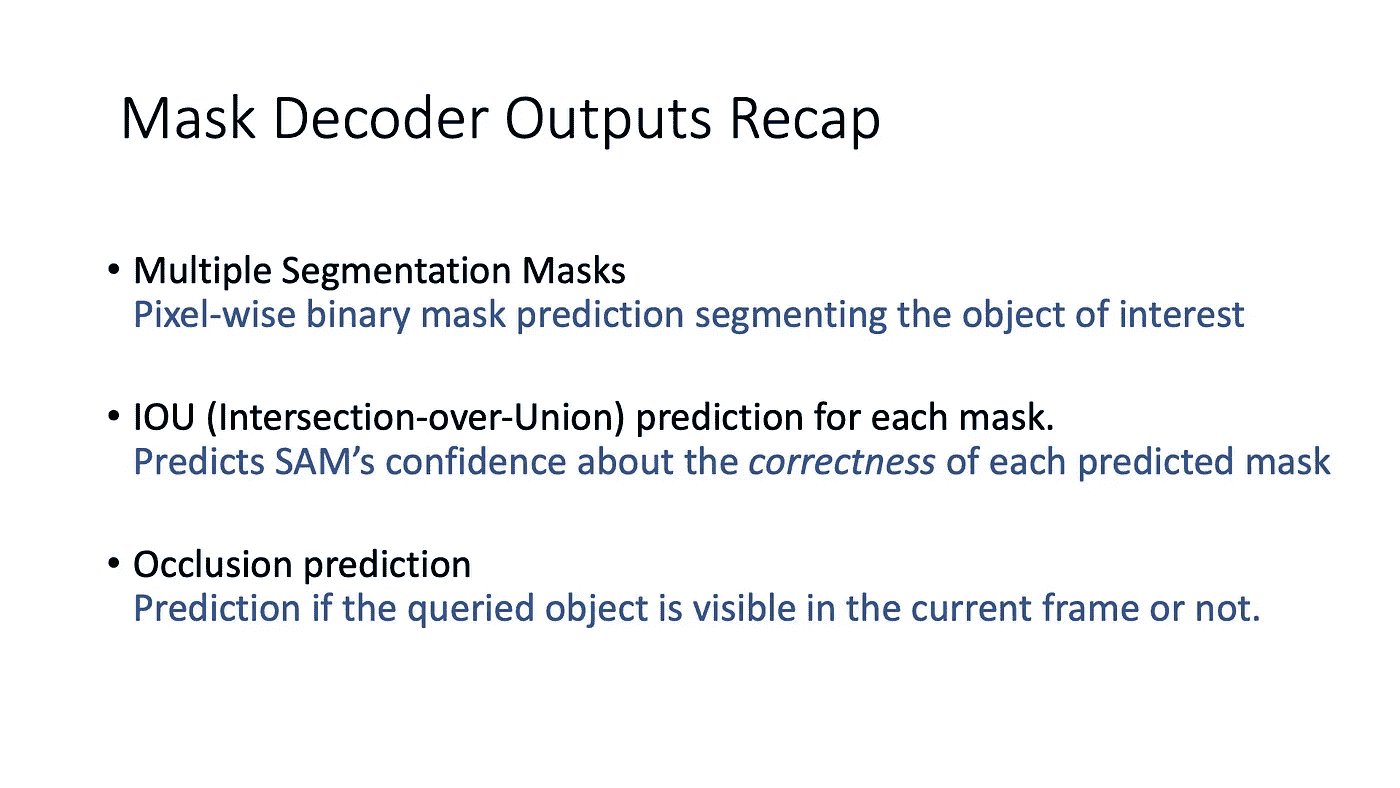 Mask Decoder Outputs Recap
• Multiple Segmentation Masks
Pixel-wise binary mask prediction segmenting the object of interest
• IOU (Intersection-over-Union) prediction for each mask.
Predicts SAM’s confidence about the correctness of each predicted mask
• Occlusion prediction
Prediction if the queried object is visible in the current frame or not.